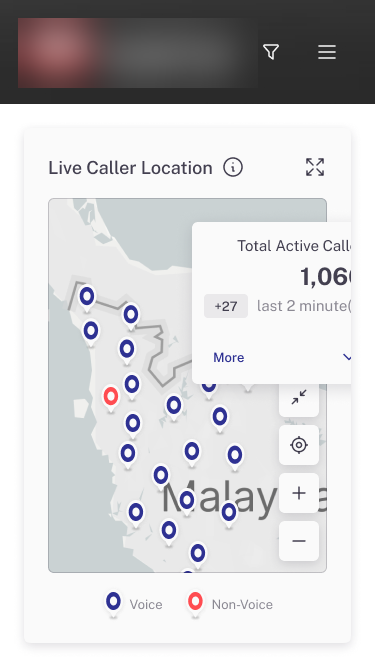 Live Caller Location
Total Active Calle
1,06
+27 last 2 minute(
More
Malay a
Voice
Non-Voice